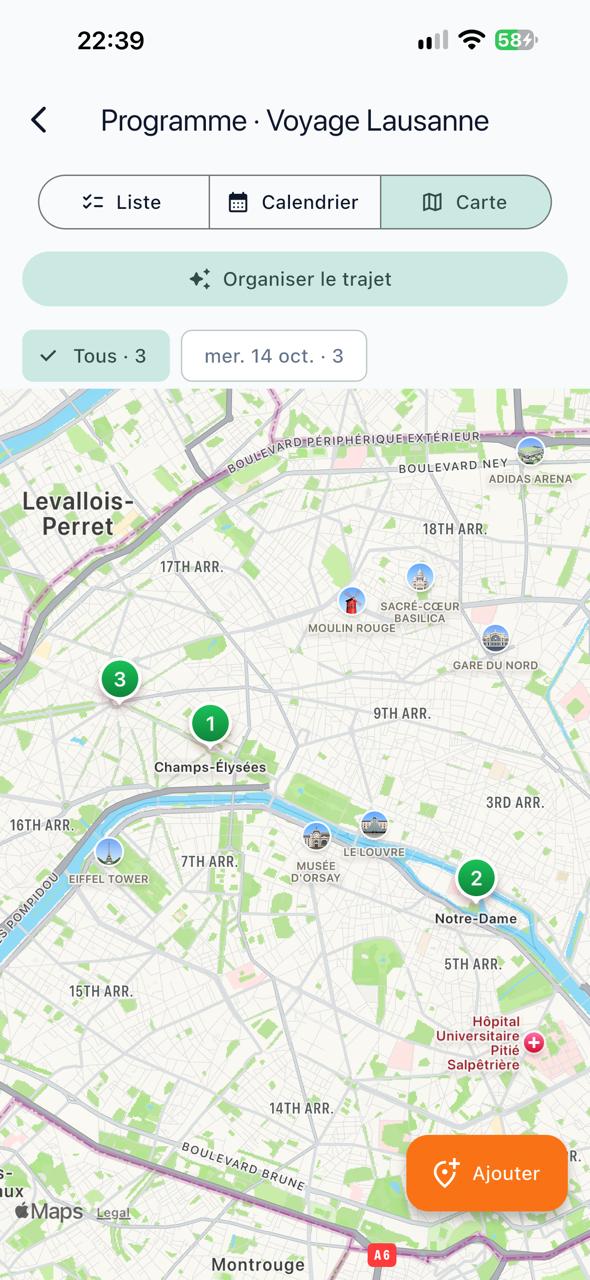 22:39
58
Programme · Voyage Lausanne
Liste
Calendrier
Carte
Organiser le trajet
Tous · 3
mer. 14 oct. · 3
BOULEVARD PÉRIPHÉRIQUE EXTÉRIEUR
BOULEVARD NEY
ADIDAS ARENA
Levallois-
Perret
18TH ARR.
17TH ARR.
SACRÉ-CŒUR
BASILICA
MOULIN ROUGE
GARE DU NORD
3
9TH ARR.
1
Champs-Élysées
3RD ARR.
16TH ARR.
LE LOUVRE
7TH ARR.
MUSÉE
D'ORSAY
EIFFEL TOWER
2
Notre-Dame
ES POMPIDOU
5TH ARR.
15TH ARR.
Hôpital
Universitaire
Pitié
Salpêtrière
14TH ARR.
BOULEVARD BRUNE
R.
Ajouter
s-
aux
Maps
Legal
A6
Montrouge